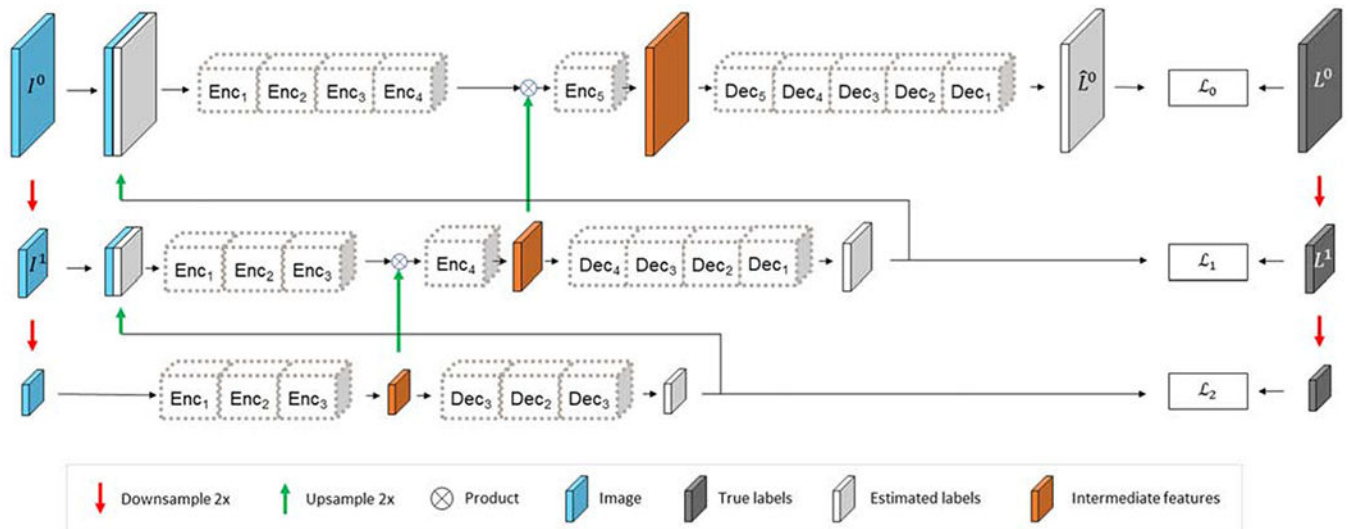 I⁰ Enc₁ Enc₂ Enc₃ Enc₄ Enc₅ Dec₅ Dec₄ Dec₃ Dec₂ Dec₁ L̂⁰ ℒ₀ L⁰
I¹ Enc₁ Enc₂ Enc₃ Enc₄ Dec₄ Dec₃ Dec₂ Dec₁ ℒ₁ L¹
Enc₁ Enc₂ Enc₃ Dec₃ Dec₂ Dec₃ ℒ₂
Downsample 2x Upsample 2x Product Image True labels Estimated labels Intermediate features